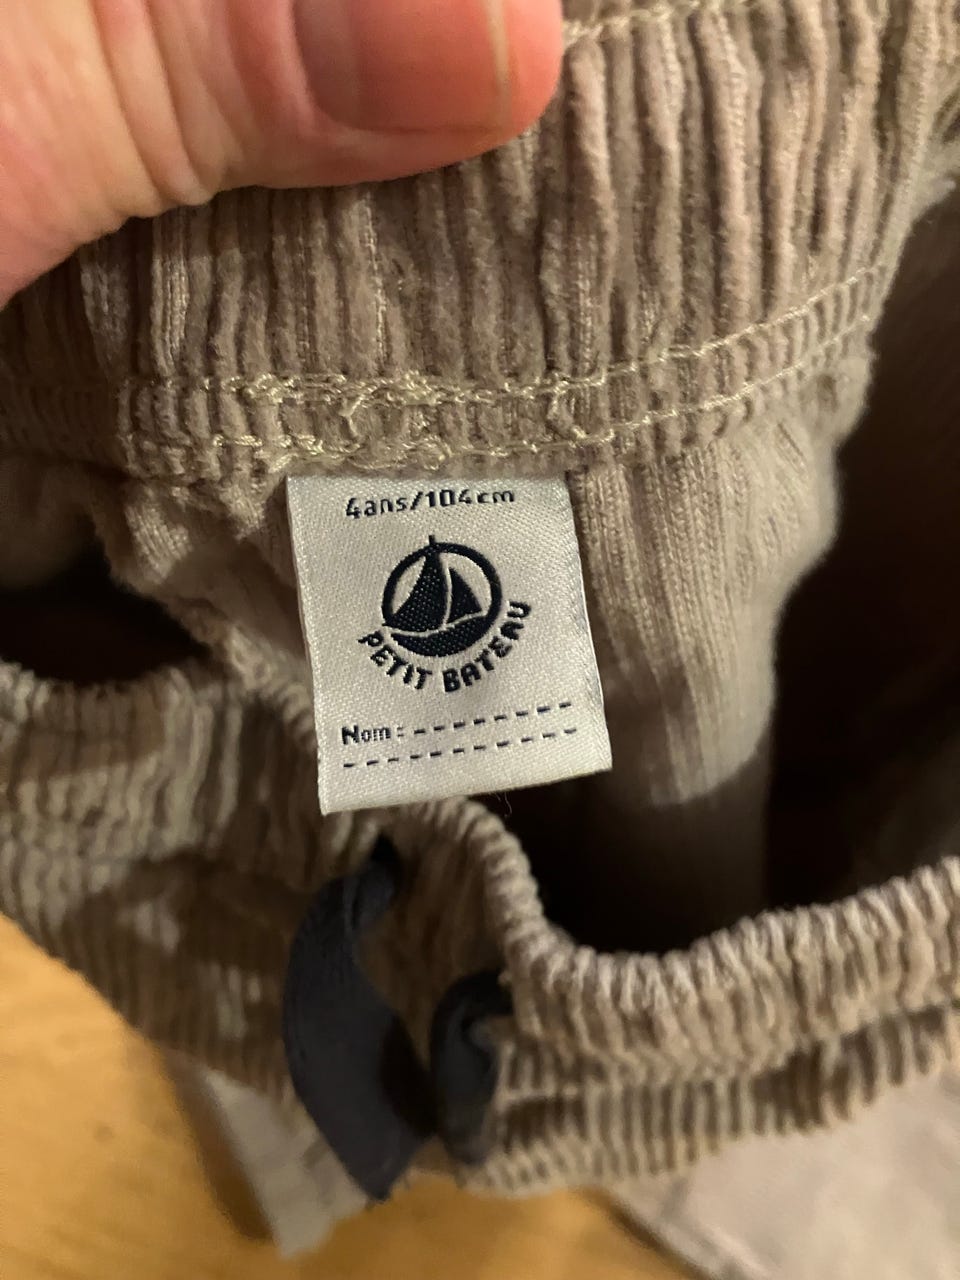 4ans/104cm
PETIT BATEAU
Nom :